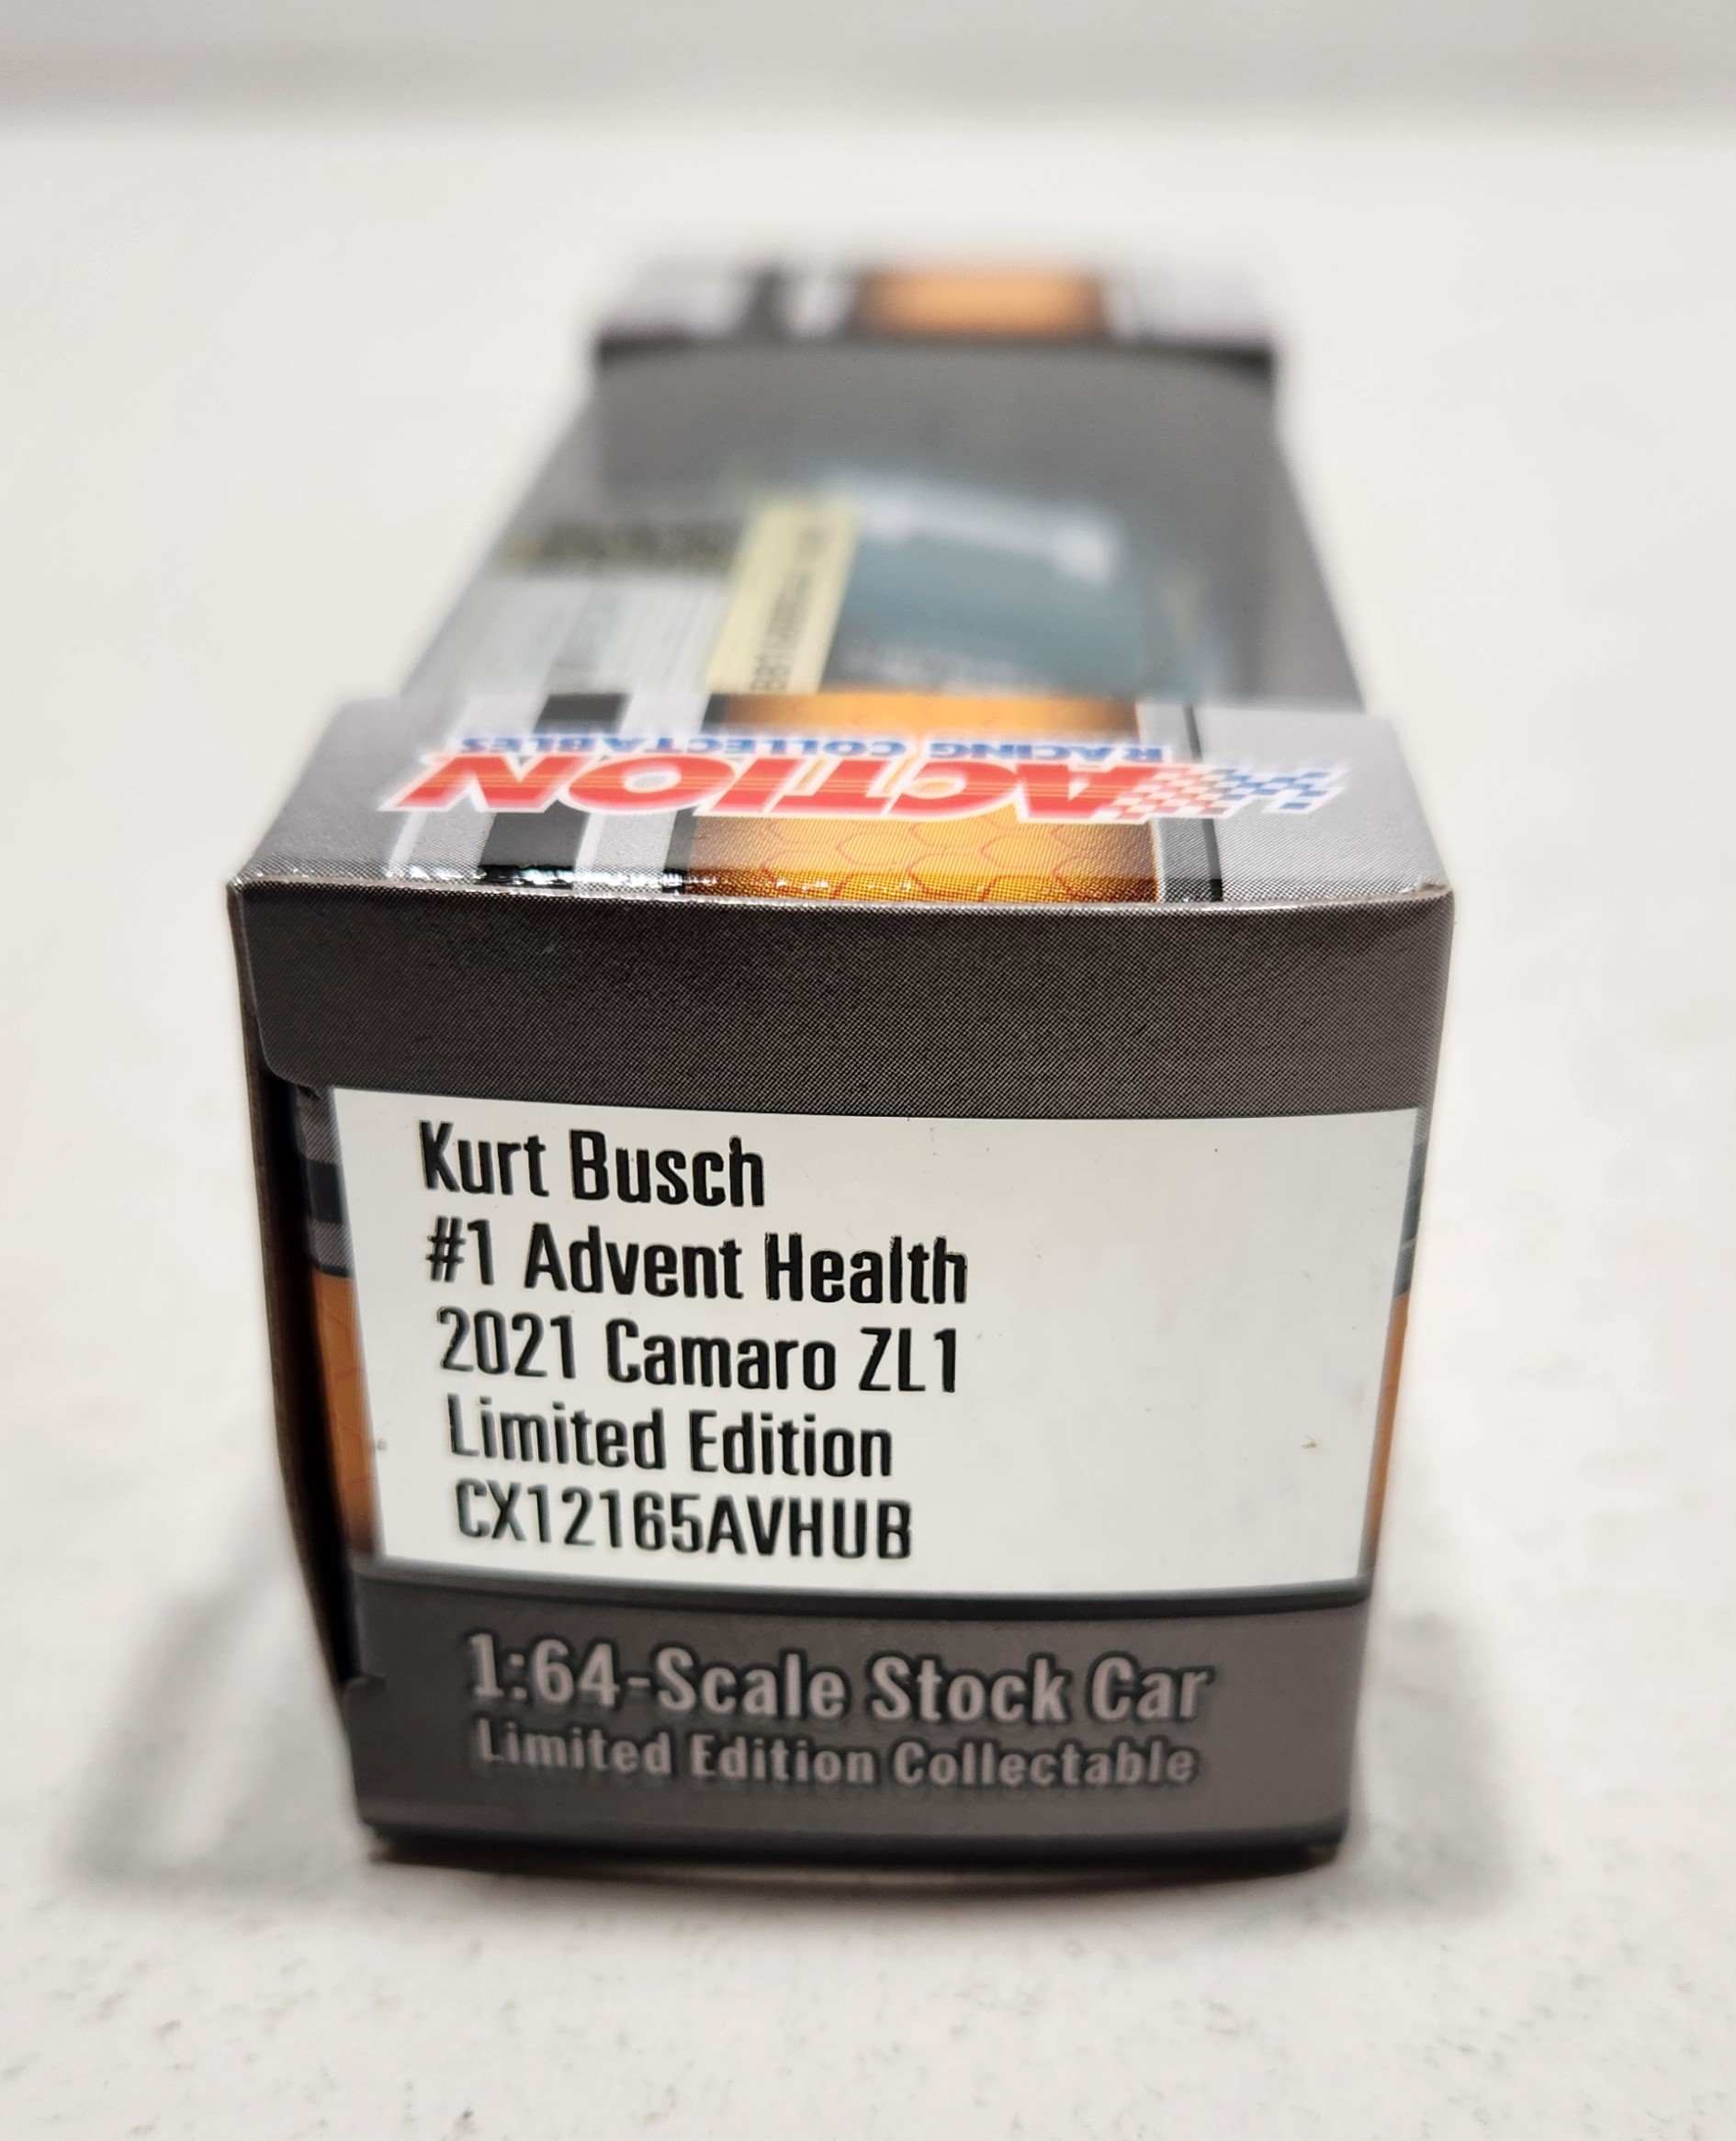 ACTION
RACING COLLECTABLES
Kurt Busch
#1 Advent Health
2021 Camaro ZL1
Limited Edition
CX12165AVHUB
1:64-Scale Stock Car
Limited Edition Collectable